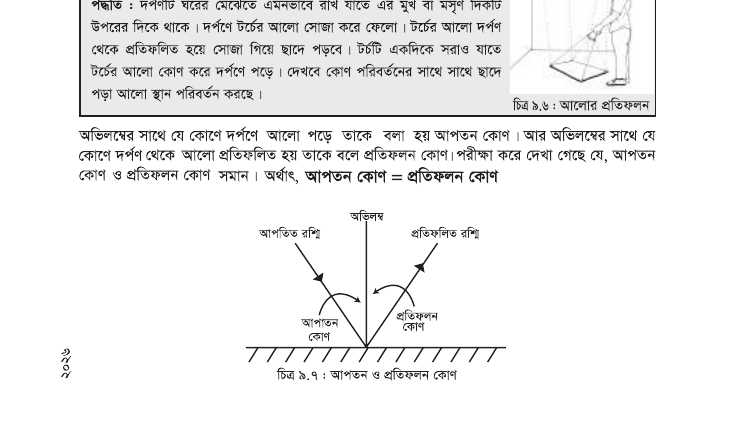 পদ্ধতি : দর্পণটি ঘরের মেঝেতে এমনভাবে রাখ যাতে এর মুখ বা মসৃণ দিকটি
উপরের দিকে থাকে। দর্পণে টর্চের আলো সোজা করে ফেলো। টর্চের আলো দর্পণ
থেকে প্রতিফলিত হয়ে সোজা গিয়ে ছাদে পড়বে। টর্চটি একদিকে সরাও যাতে
টর্চের আলো কোণ করে দর্পণে পড়ে। দেখবে কোণ পরিবর্তনের সাথে সাথে ছাদে
পড়া আলো স্থান পরিবর্তন করছে।
চিত্র ৯.৬ : আলোর প্রতিফলন
অভিলম্বের সাথে যে কোণে দর্পণে আলো পড়ে তাকে বলা হয় আপতন কোণ। আর অভিলম্বের সাথে যে
কোণে দর্পণ থেকে আলো প্রতিফলিত হয় তাকে বলে প্রতিফলন কোণ। পরীক্ষা করে দেখা গেছে যে, আপতন
কোণ ও প্রতিফলন কোণ সমান। অর্থাৎ, আপতন কোণ = প্রতিফলন কোণ
অভিলম্ব
আপতিত রশ্মি
প্রতিফলিত রশ্মি
আপাতন
কোণ
প্রতিফলন
কোণ
চিত্র ৯.৭ : আপতন ও প্রতিফলন কোণ
২০২৬